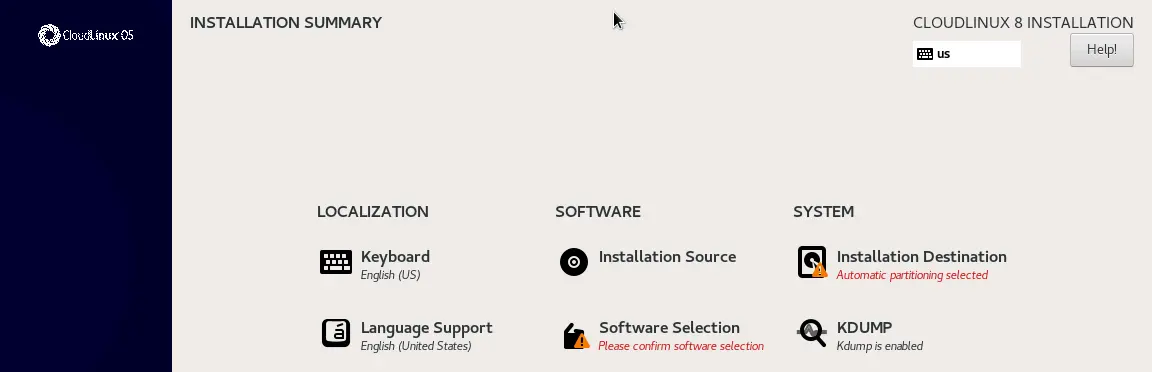 CloudLinux OS
INSTALLATION SUMMARY
CLOUDLINUX 8 INSTALLATION
us
Help!
LOCALIZATION
SOFTWARE
SYSTEM
Keyboard
English (US)
Installation Source
Installation Destination
Automatic partitioning selected
Language Support
English (United States)
Software Selection
Please confirm software selection
KDUMP
Kdump is enabled